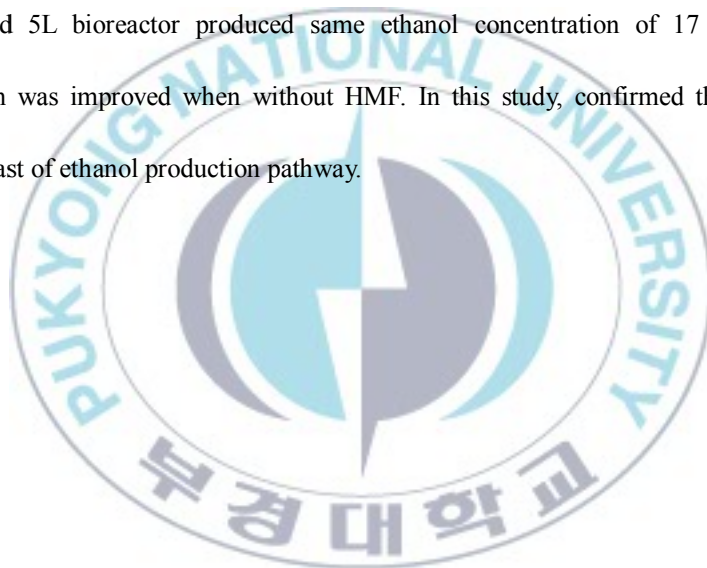 d 5L bioreactor produced same ethanol concentration of 17
n was improved when without HMF. In this study, confirmed th
ast of ethanol production pathway.
PUKYONG NATIONAL UNIVERSITY
부경대학교